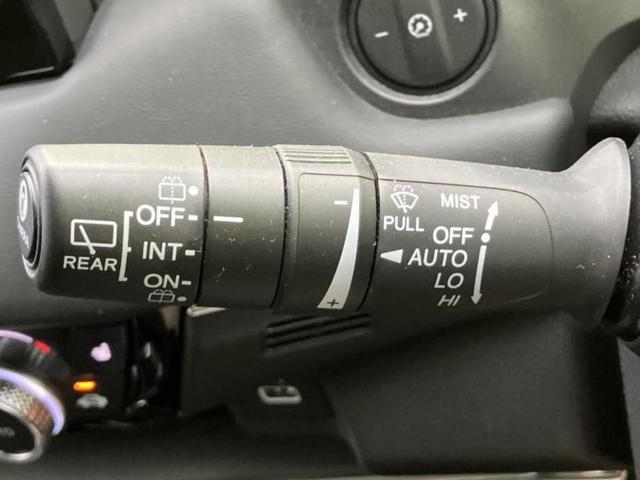 REAR
OFF
INT
ON
PULL
MIST
OFF
AUTO
LO
HI